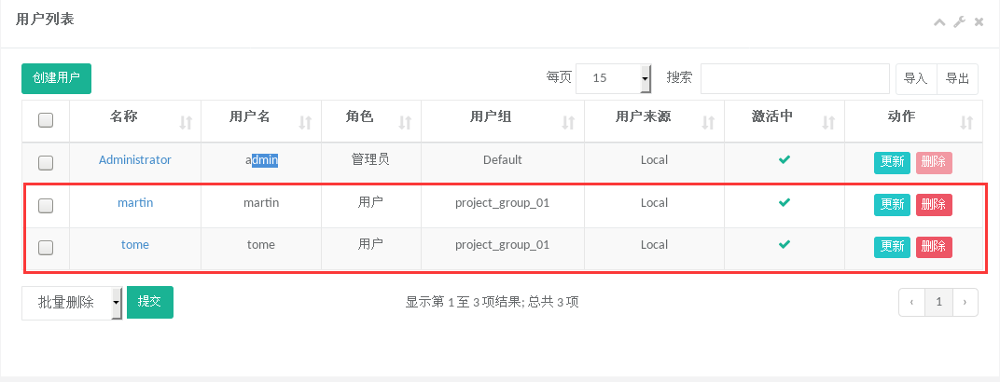 用户列表
创建用户 每页 15 搜索 导入 导出
名称 用户名 角色 用户组 用户来源 激活中 动作
Administrator admin 管理员 Default Local 更新 删除
martin martin 用户 project_group_01 Local 更新 删除
tome tome 用户 project_group_01 Local 更新 删除
批量删除 提交 显示第 1 至 3 项结果; 总共 3 项 ‹ 1 ›